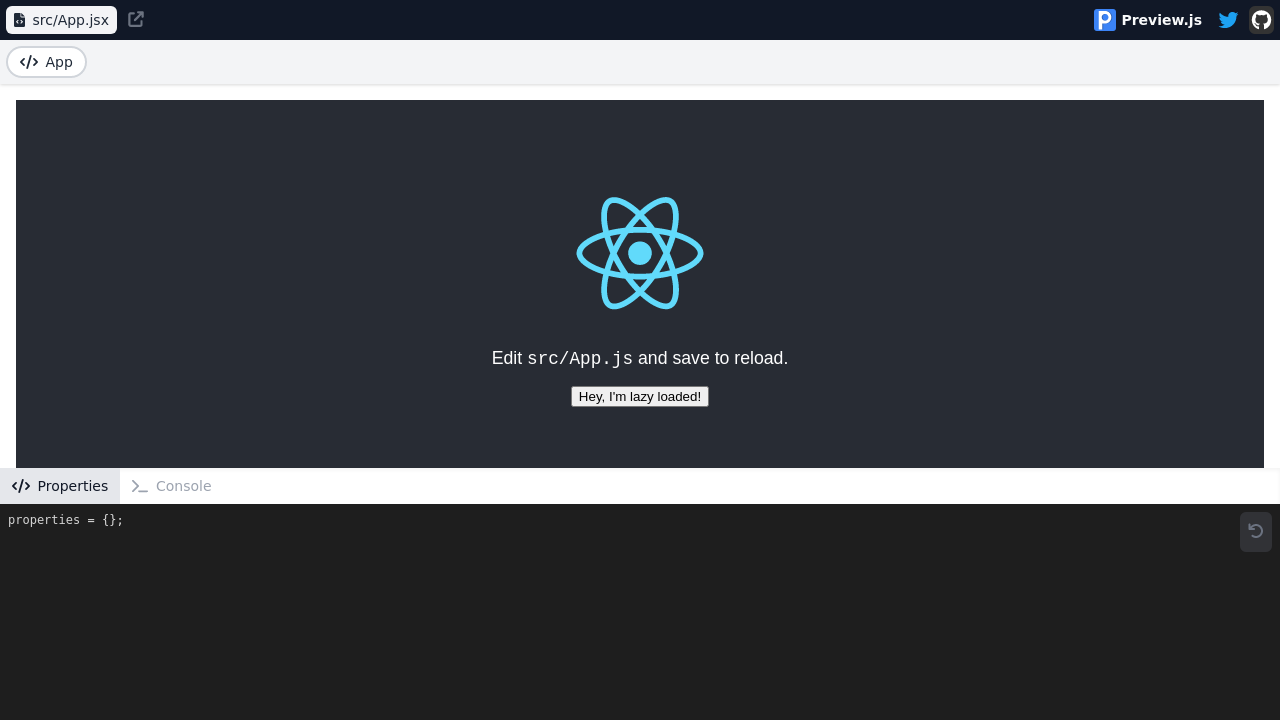 src/App.jsx
Preview.js
App
Edit src/App.js and save to reload.
Hey, I'm lazy loaded!
Properties
Console
properties = {};